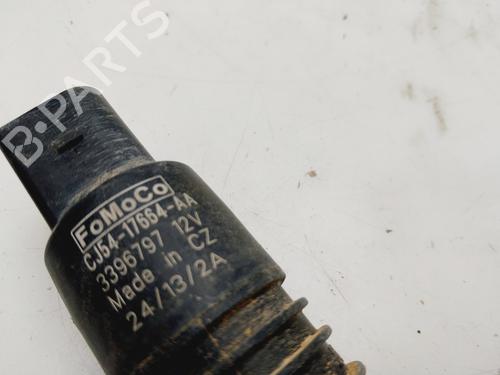 B-PARTS
FoMoCo
CJ54-17664-AA
3396797 12V
Made in CZ
24/13/2A